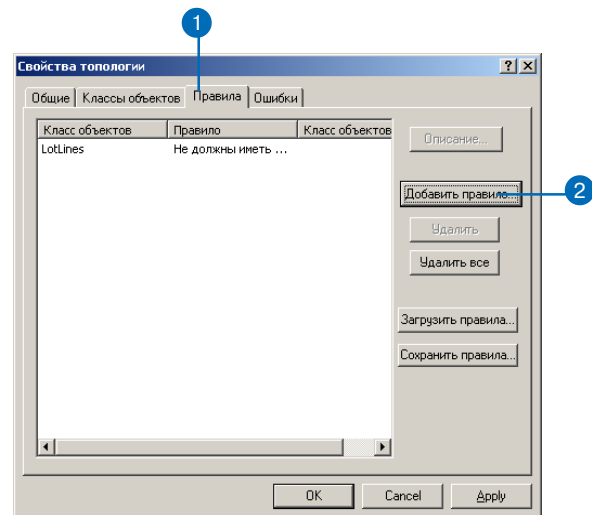 1
Свойства топологии
Общие Классы объектов Правила Ошибки
Класс объектов Правило Класс объектов
LotLines Не должны иметь ...
Описание...
Добавить правило...
2
Удалить
Удалить все
Загрузить правила...
Сохранить правила...
OK Cancel Apply